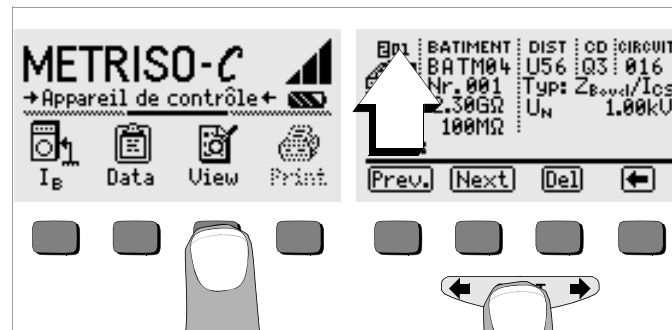 METRISO-C
Appareil de contrôle
I_B Data View Print
BATIMENT DIST CD CIRCUIT
BATM04 U56 Q3 016
Nr.001 Typ:
.30GΩ U_N 1.00kV
100MΩ
Prev. Next Del